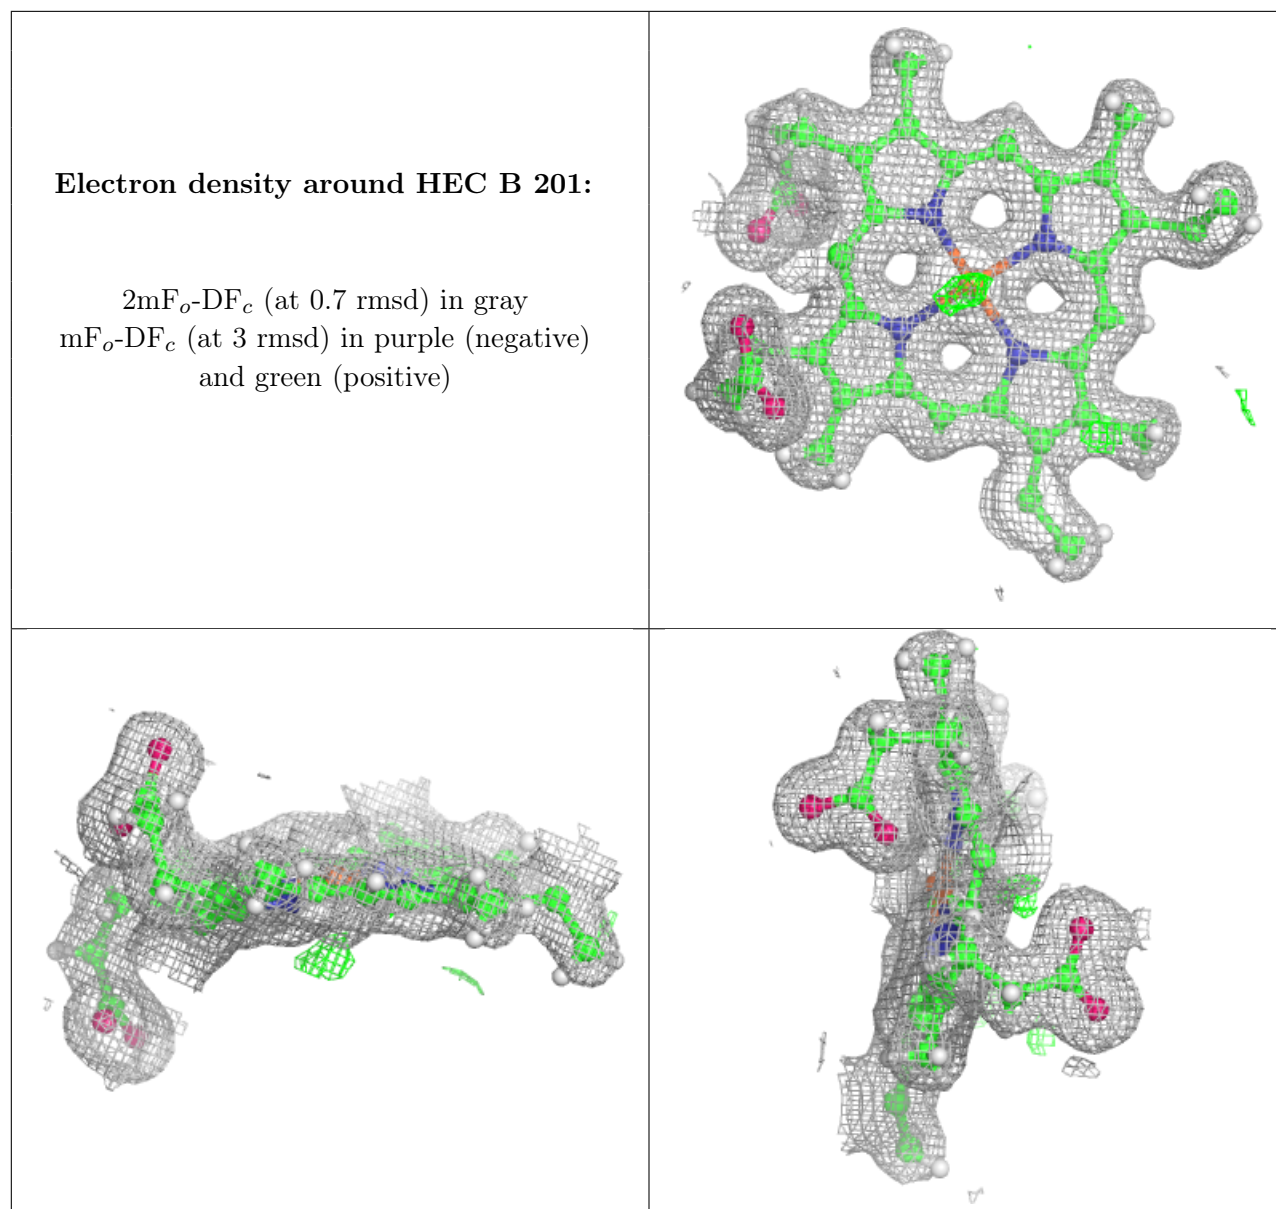 Electron density around HEC B 201:
2mFo-DFc (at 0.7 rmsd) in gray
mFo-DFc (at 3 rmsd) in purple (negative)
and green (positive)